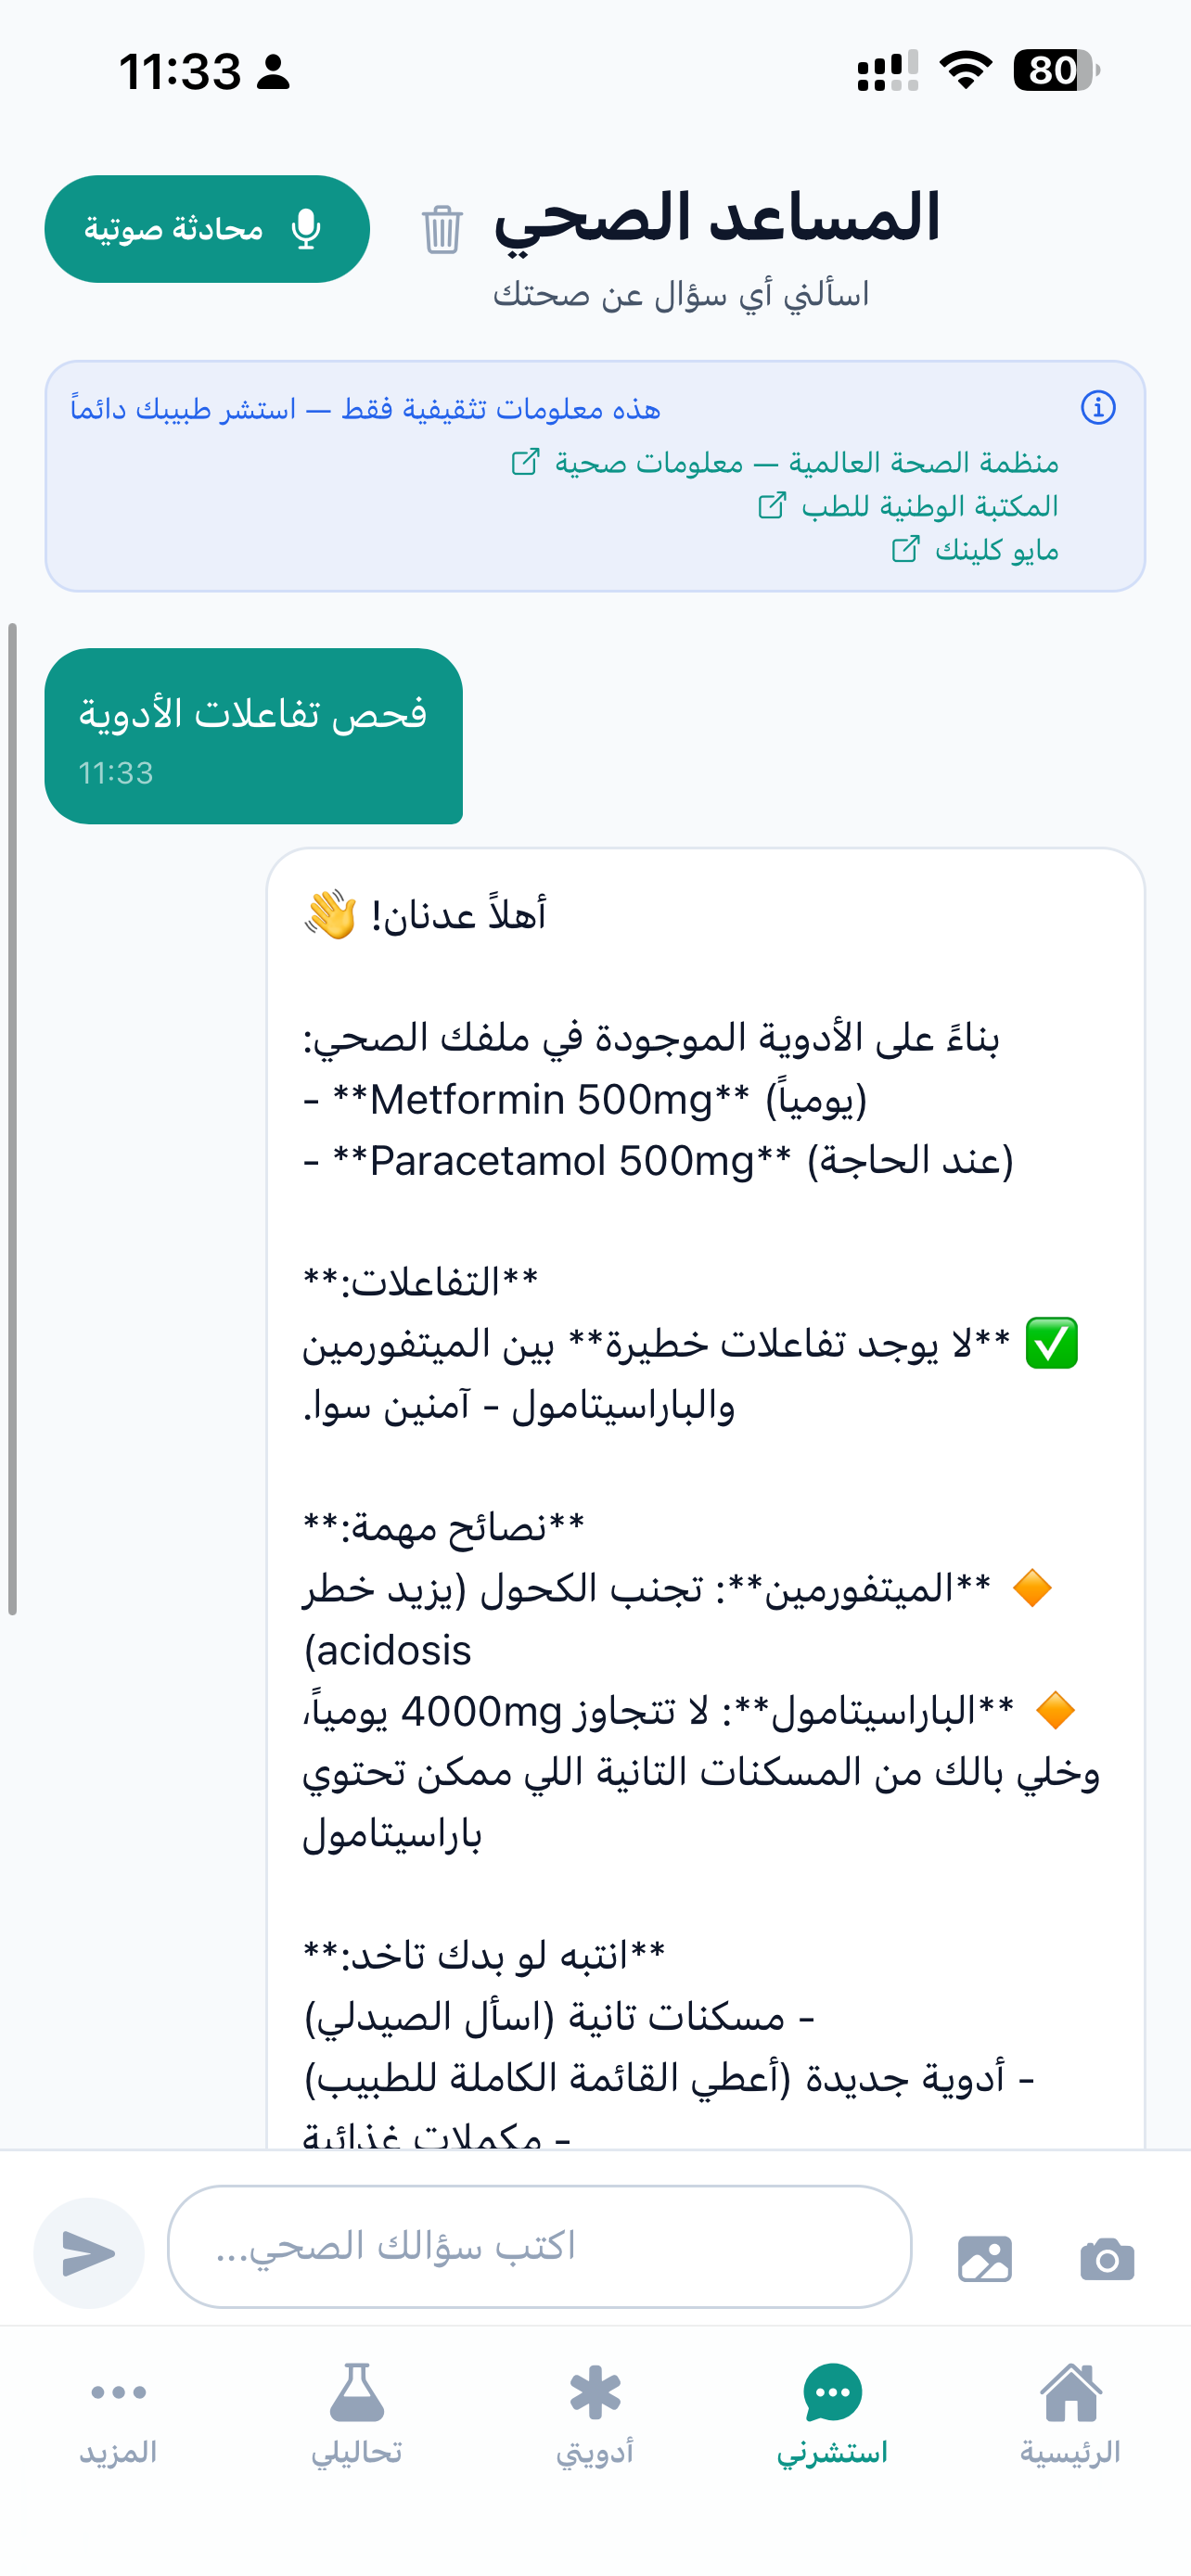 11:33
80
المساعد الصحي
اسألني أي سؤال عن صحتك
محادثة صوتية
هذه معلومات تثقيفية فقط — استشر طبيبك دائماً
منظمة الصحة العالمية — معلومات صحية
المكتبة الوطنية للطب
مايو كلينك
فحص تفاعلات الأدوية
11:33
أهلاً عدنان! 👋
بناءً على الأدوية الموجودة في ملفك الصحي:
- **Metformin 500mg** (يومياً)
- **Paracetamol 500mg** (عند الحاجة)
**التفاعلات:**
✅ **لا يوجد تفاعلات خطيرة** بين الميتفورمين
والباراسيتامول - آمنين سوا.
**نصائح مهمة:**
🔸 **الميتفورمين**: تجنب الكحول (يزيد خطر
acidosis)
🔸 **الباراسيتامول**: لا تتجاوز 4000mg يومياً،
وخلي بالك من المسكنات التانية اللي ممكن تحتوي
باراسيتامول
**انتبه لو بدك تاخد:**
- مسكنات تانية (اسأل الصيدلي)
- أدوية جديدة (أعطي القائمة الكاملة للطبيب)
- مكملات غذائية
اكتب سؤالك الصحي...
الرئيسية
استشرني
أدويتي
تحاليلي
المزيد